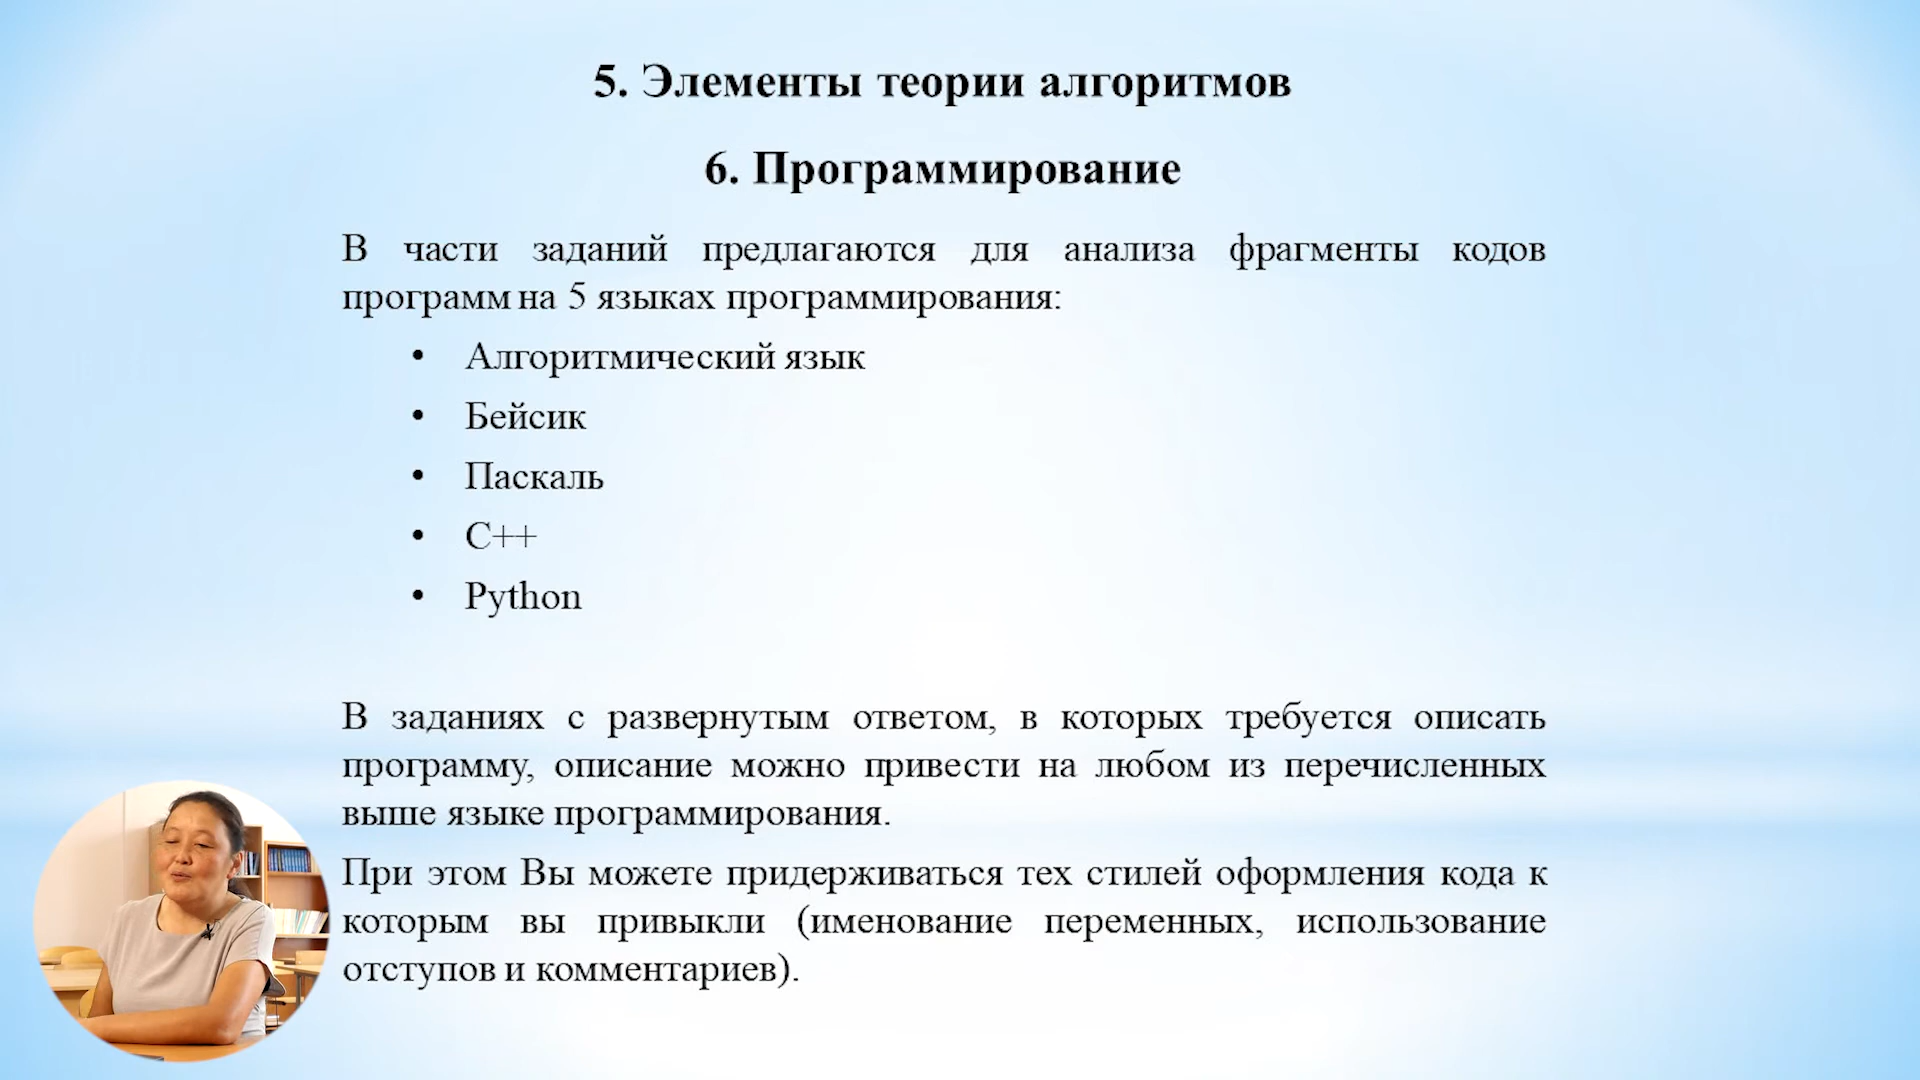 5. Элементы теории алгоритмов
6. Программирование
В части заданий предлагаются для анализа фрагменты кодов
программ на 5 языках программирования:
• Алгоритмический язык
• Бейсик
• Паскаль
• С++
• Python
В заданиях с развернутым ответом, в которых требуется описать
программу, описание можно привести на любом из перечисленных
выше языке программирования.
При этом Вы можете придерживаться тех стилей оформления кода к
которым вы привыкли (именование переменных, использование
отступов и комментариев).